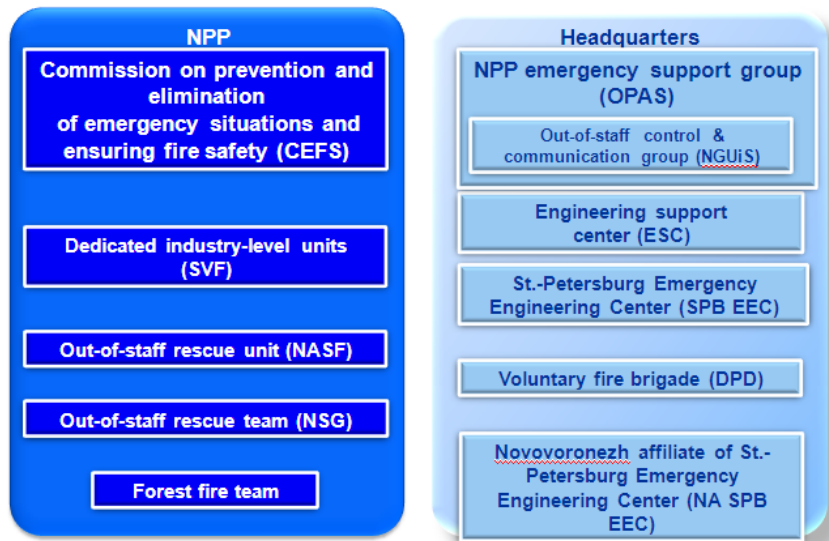 NPP
Commission on prevention and
elimination
of emergency situations and
ensuring fire safety (CEFS)
Dedicated industry-level units
(SVF)
Out-of-staff rescue unit (NASF)
Out-of-staff rescue team (NSG)
Forest fire team
Headquarters
NPP emergency support group
(OPAS)
Out-of-staff control &
communication group (NGUiS)
Engineering support
center (ESC)
St.-Petersburg Emergency
Engineering Center (SPB EEC)
Voluntary fire brigade (DPD)
Novovoronezh affiliate of St.-
Petersburg Emergency
Engineering Center (NA SPB
EEC)